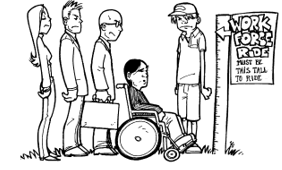 WORK
FORCE
RIDE
MUST BE
THIS TALL
TO RIDE